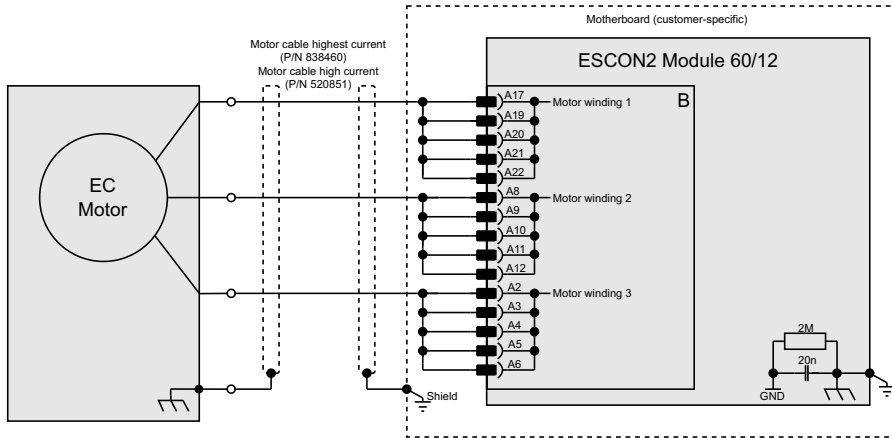 Motherboard (customer-specific)
Motor cable highest current
(P/N 838460)
Motor cable high current
(P/N 520851)
ESCON2 Module 60/12
B
EC
Motor
A17
Motor winding 1
A19
A20
A21
A22
A8
Motor winding 2
A9
A10
A11
A12
A2
Motor winding 3
A3
A4
A5
A6
2M
20n
GND
Shield